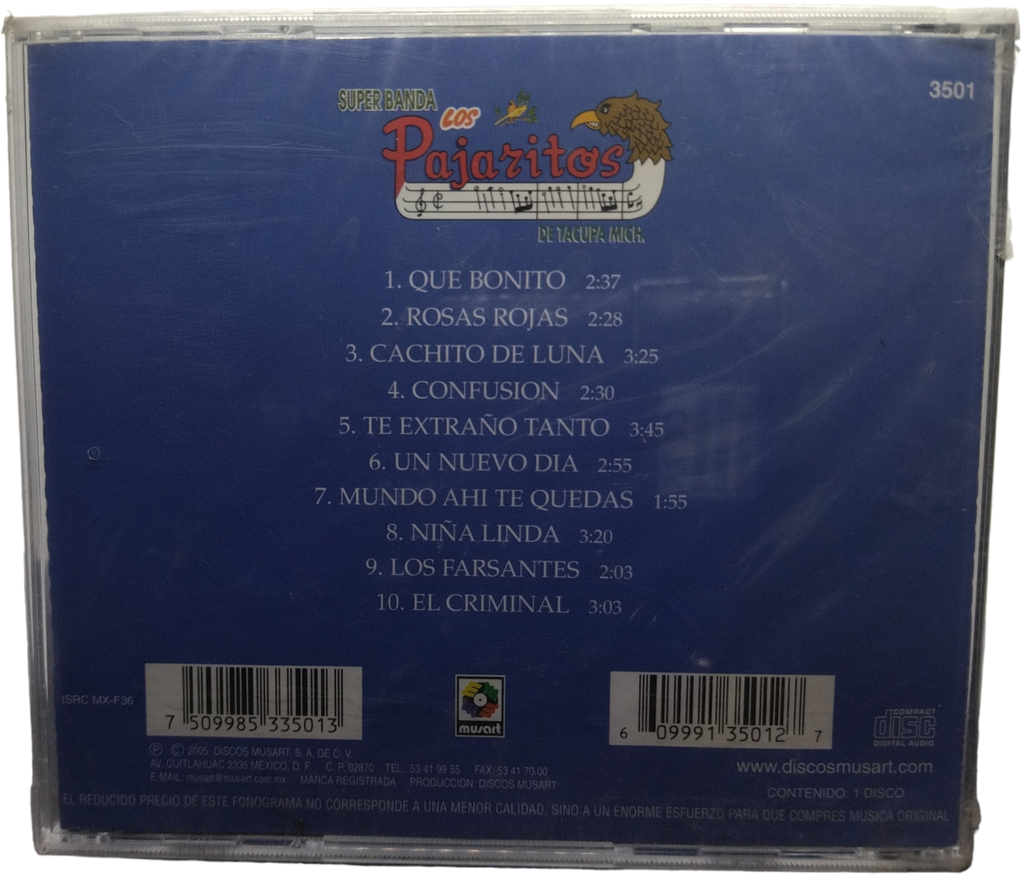 3501
SUPER BANDA
LOS
Pajaritos
DE TACUPA MICH.
1. QUE BONITO 2:37
2. ROSAS ROJAS 2:28
3. CACHITO DE LUNA 3:25
4. CONFUSION 2:30
5. TE EXTRAÑO TANTO 3:45
6. UN NUEVO DIA 2:55
7. MUNDO AHI TE QUEDAS 1:55
8. NIÑA LINDA 3:20
9. LOS FARSANTES 2:03
10. EL CRIMINAL 3:03
ISRC MX-F36
7 509985 335013
musart
6 09991 35012 7
COMPACT
disc
DIGITAL AUDIO
Ⓟ © 2005 DISCOS MUSART, S.A. DE C.V.
AV. CUITLAHUAC 2335 MEXICO, D. F. C. P. 02870 TEL.: 53 41 99 55 FAX: 53 41 70-00
E-MAIL: musart@musart.com.mx MARCA REGISTRADA PRODUCCION: DISCOS MUSART
www.discosmusart.com
CONTENIDO: 1 DISCO
EL REDUCIDO PRECIO DE ESTE FONOGRAMA NO CORRESPONDE A UNA MENOR CALIDAD, SINO A UN ENORME ESFUERZO PARA QUE COMPRES MUSICA ORIGINAL